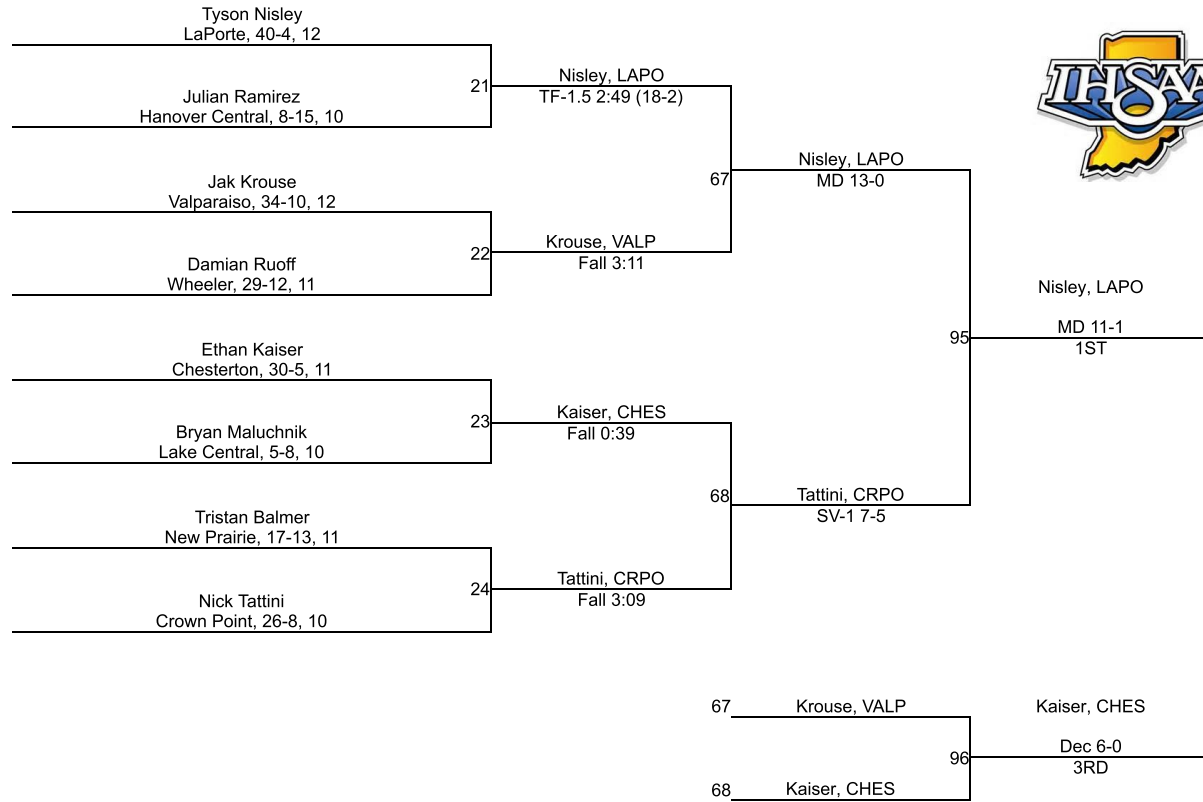 Tyson Nisley
LaPorte, 40-4, 12
21
Nisley, LAPO
TF-1.5 2:49 (18-2)
Julian Ramirez
Hanover Central, 8-15, 10
IHSAA
67
Nisley, LAPO
MD 13-0
Jak Krouse
Valparaiso, 34-10, 12
22
Krouse, VALP
Fall 3:11
Damian Ruoff
Wheeler, 29-12, 11
95
Nisley, LAPO
MD 11-1
1ST
Ethan Kaiser
Chesterton, 30-5, 11
23
Kaiser, CHES
Fall 0:39
Bryan Maluchnik
Lake Central, 5-8, 10
68
Tattini, CRPO
SV-1 7-5
Tristan Balmer
New Prairie, 17-13, 11
24
Tattini, CRPO
Fall 3:09
Nick Tattini
Crown Point, 26-8, 10
67
Krouse, VALP
96
Kaiser, CHES
Dec 6-0
3RD
68
Kaiser, CHES